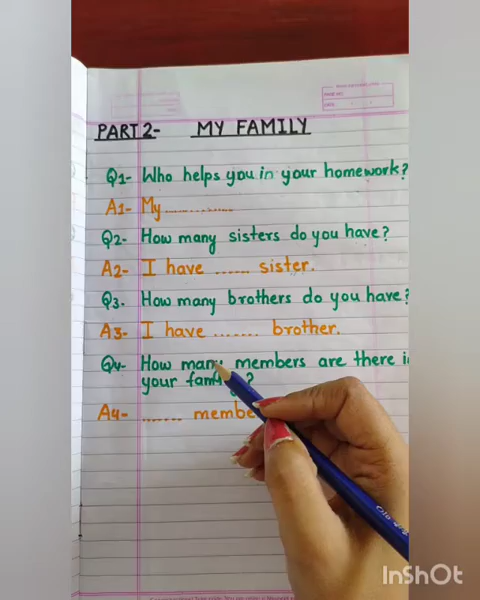 PART 2- MY FAMILY
Q1- Who helps you in your homework?
A1- My.............
Q2- How many sisters do you have?
A2- I have ...... sister.
Q3- How many brothers do you have?
A3- I have ....... brother.
Q4- How many members are there i
your family?
A4- ....... membe
InShOt